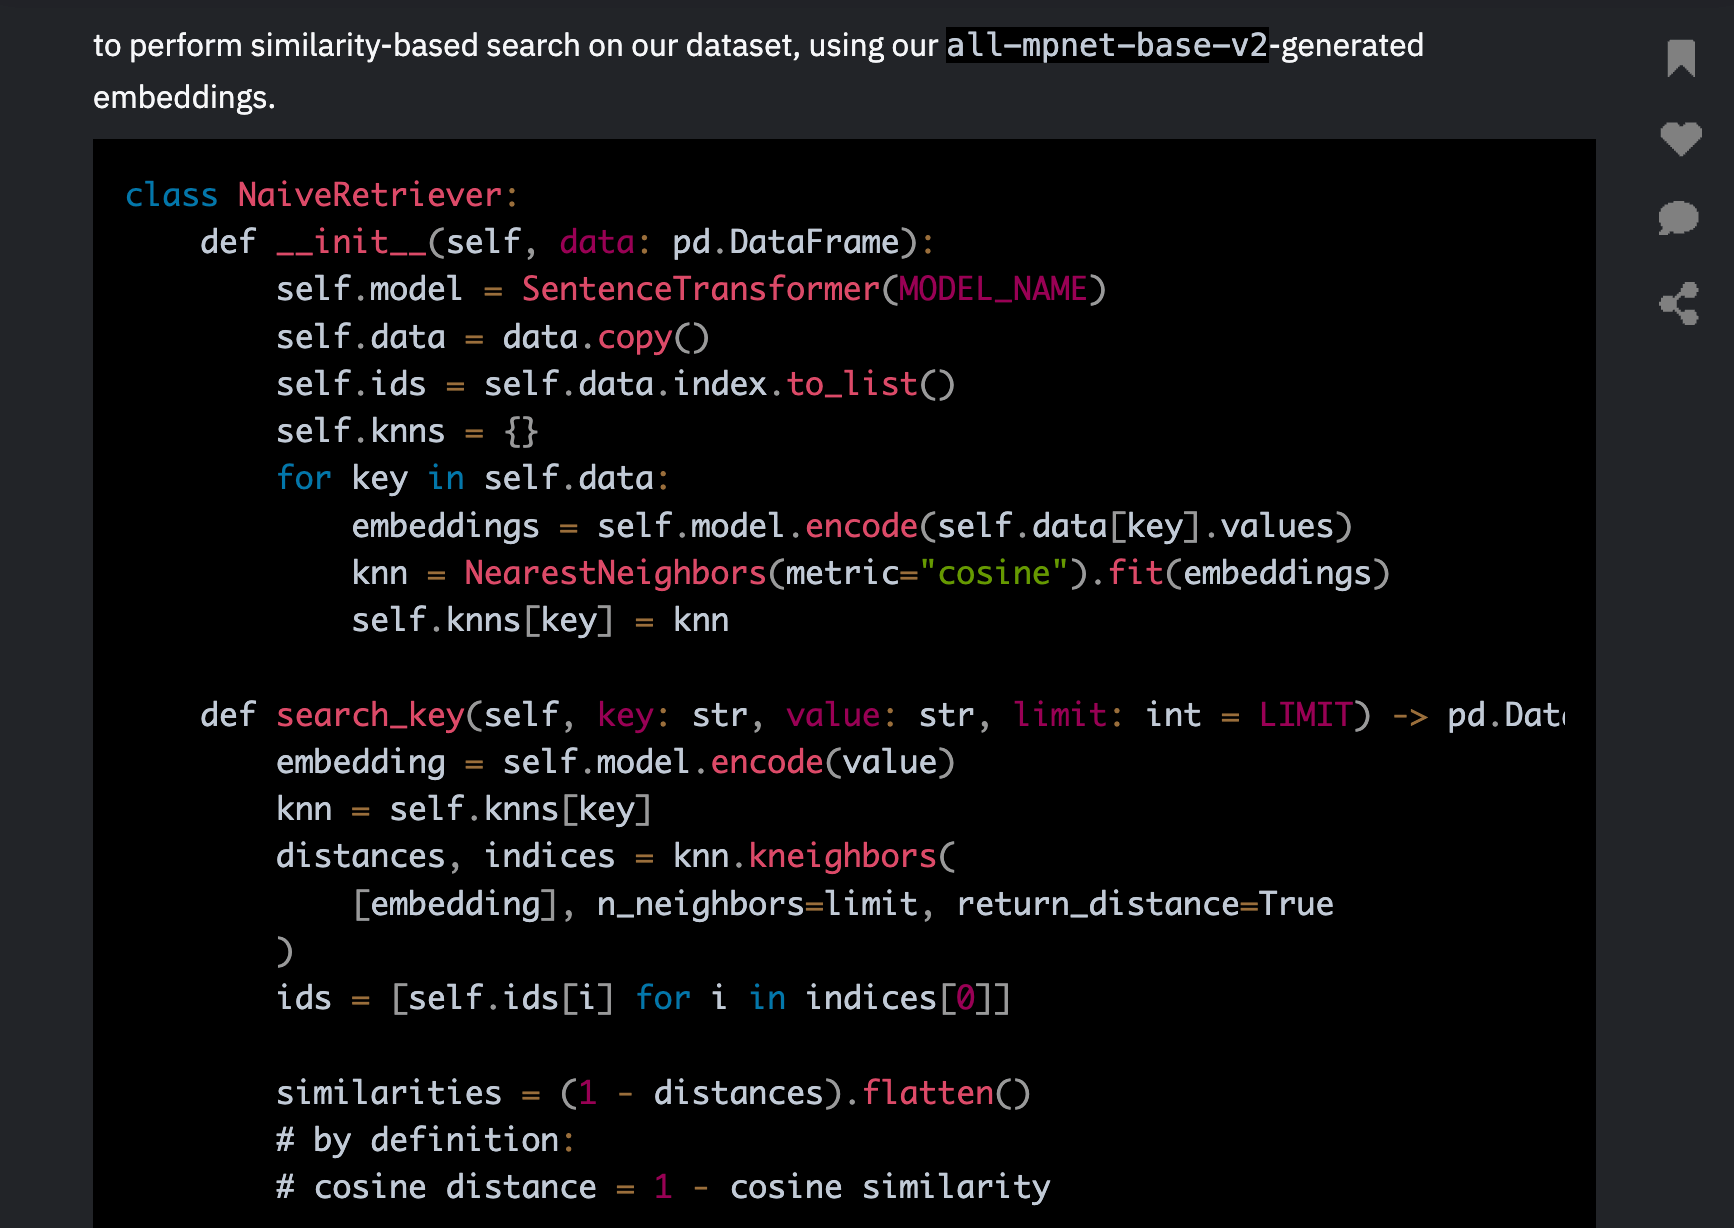 to perform similarity-based search on our dataset, using our all-mpnet-base-v2-generated
embeddings.
class NaiveRetriever:
    def __init__(self, data: pd.DataFrame):
        self.model = SentenceTransformer(MODEL_NAME)
        self.data = data.copy()
        self.ids = self.data.index.to_list()
        self.knns = {}
        for key in self.data:
            embeddings = self.model.encode(self.data[key].values)
            knn = NearestNeighbors(metric="cosine").fit(embeddings)
            self.knns[key] = knn

    def search_key(self, key: str, value: str, limit: int = LIMIT) -> pd.Dat
        embedding = self.model.encode(value)
        knn = self.knns[key]
        distances, indices = knn.kneighbors(
            [embedding], n_neighbors=limit, return_distance=True
        )
        ids = [self.ids[i] for i in indices[0]]

        similarities = (1 - distances).flatten()
        # by definition:
        # cosine distance = 1 - cosine similarity